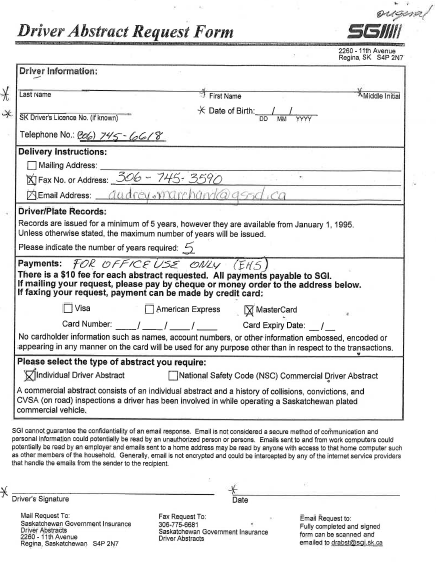 original
Driver Abstract Request Form
SGI
2260 - 11th Avenue
Regina, SK S4P 2N7
Driver Information:
* Last Name * First Name * Middle Initial
* SK Driver's Licence No. (if known) * Date of Birth: / /
DD MM YYYY
Telephone No.: (306) 745-6618
Delivery Instructions:
Mailing Address:
Fax No. or Address: 306-745-3590
Email Address: audrey.marchand@gssd.ca
Driver/Plate Records:
Records are issued for a minimum of 5 years, however they are available from January 1, 1995.
Unless otherwise stated, the maximum number of years will be issued.
Please indicate the number of years required: 5
Payments: FOR OFFICE USE ONLY (EHS)
There is a $10 fee for each abstract requested. All payments payable to SGI.
If mailing your request, please pay by cheque or money order to the address below.
If faxing your request, payment can be made by credit card:
Visa American Express MasterCard
Card Number: / / / Card Expiry Date: /
No cardholder information such as names, account numbers, or other information embossed, encoded or
appearing in any manner on the card will be used for any purpose other than in respect to the transactions.
Please select the type of abstract you require:
Individual Driver Abstract National Safety Code (NSC) Commercial Driver Abstract
A commercial abstract consists of an individual abstract and a history of collisions, convictions, and
CVSA (on road) inspections a driver has been involved in while operating a Saskatchewan plated
commercial vehicle.
SGI cannot guarantee the confidentiality of an email response. Email is not considered a secure method of communication and
personal information could potentially be read by an unauthorized person or persons. Emails sent to and from work computers could
potentially be read by an employer and emails sent to a home address may be read by anyone with access to that home computer such
as other members of the household. Generally, email is not encrypted and could be intercepted by any of the internet service providers
that handle the emails from the sender to the recipient.
* Driver's Signature * Date
Mail Request To:
Saskatchewan Government Insurance
Driver Abstracts
2260 - 11th Avenue
Regina, Saskatchewan S4P 2N7
Fax Request To:
306-775-6681
Saskatchewan Government Insurance
Driver Abstracts
Email Request to:
Fully completed and signed
form can be scanned and
emailed to drabst@sgi.sk.ca